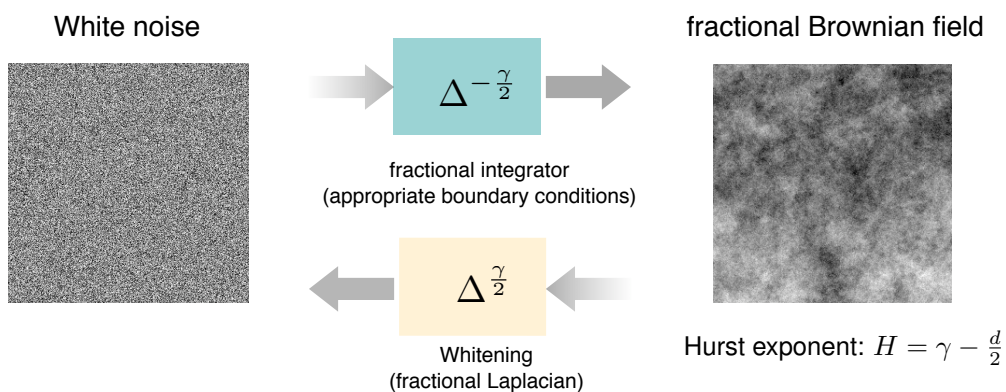 White noise
fractional Brownian field
Δ^{-γ/2}
fractional integrator
(appropriate boundary conditions)
Δ^{γ/2}
Whitening
(fractional Laplacian)
Hurst exponent: H = γ − d/2